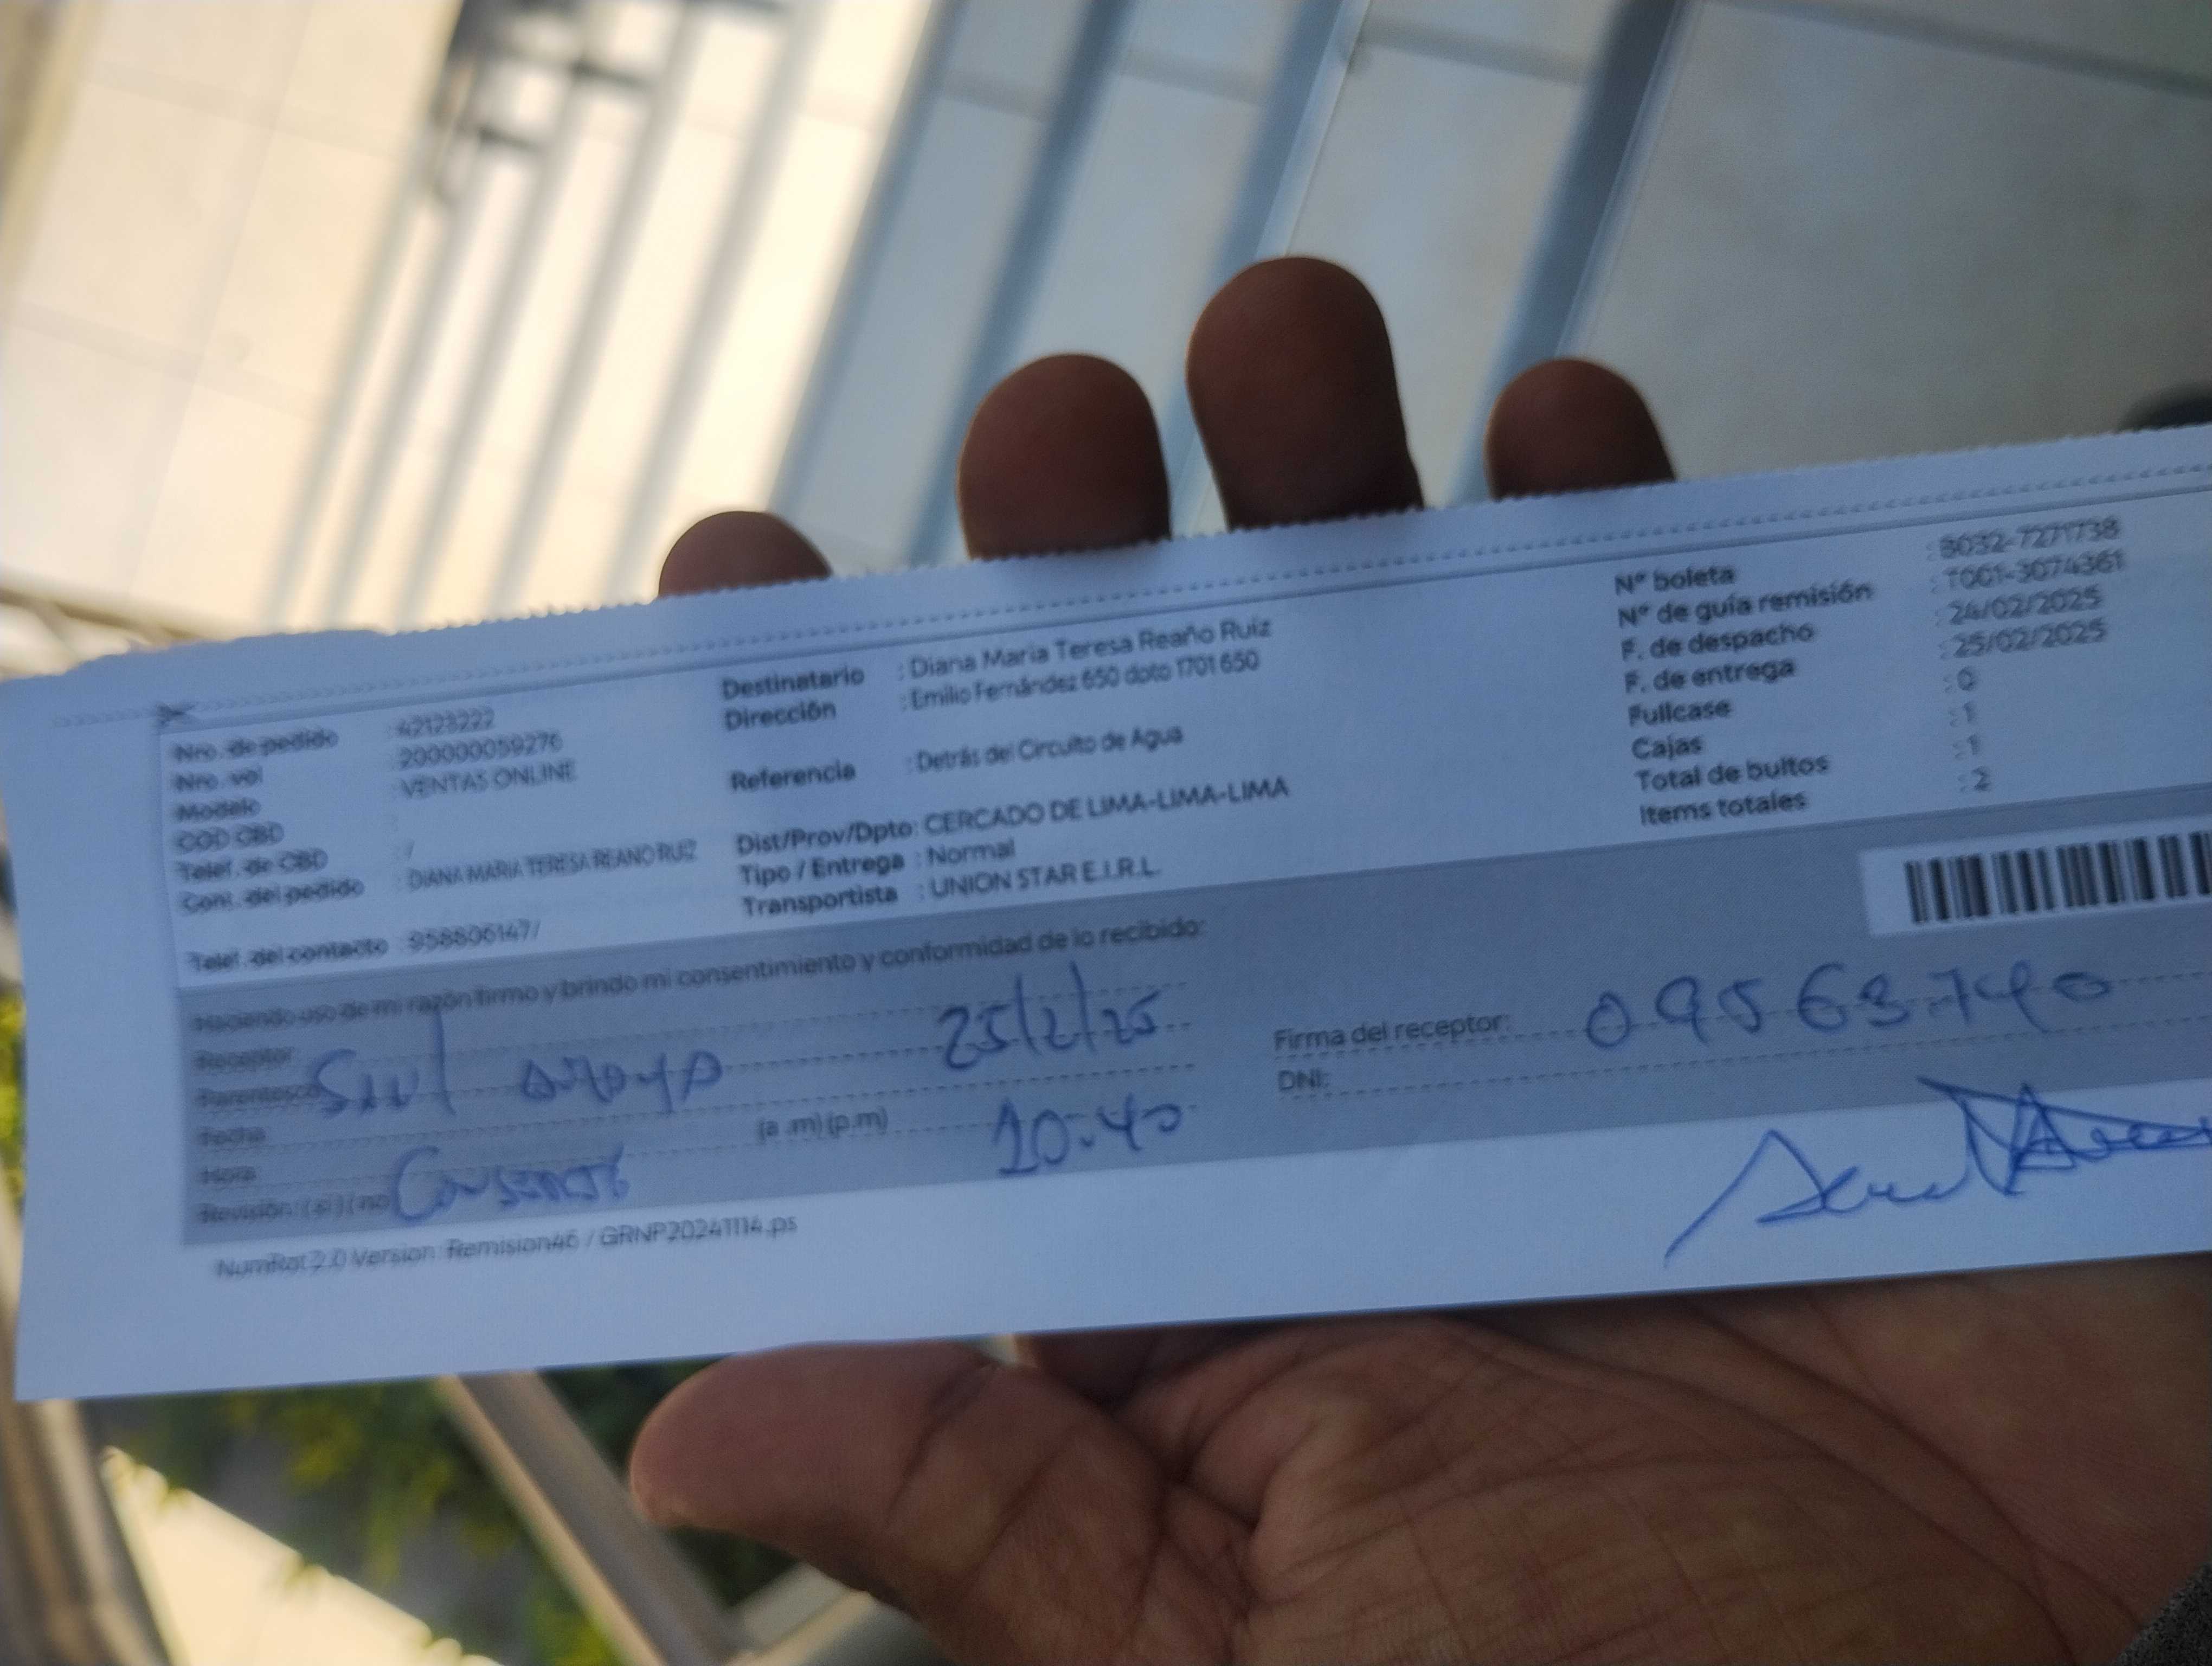 Nro. de pedido : 42123222
Nro. vol : 200000059276
Modelo : VENTAS ONLINE
COD CBD :
Telef. de CBD : /
Cont. del pedido : DIANA MARIA TERESA REANO RUIZ
Telef. del contacto : 958806147/
Destinatario : Diana Maria Teresa Reaño Ruiz
Dirección : Emilio Fernández 650 dpto 1701 650
Referencia : Detrás del Circuito de Agua
Dist/Prov/Dpto: CERCADO DE LIMA-LIMA-LIMA
Tipo / Entrega : Normal
Transportista : UNION STAR E.I.R.L.
N° boleta : B032-7271738
N° de guía remisión : T001-3074361
F. de despacho : 24/02/2025
F. de entrega : 25/02/2025
Fullcase : 0
Cajas : 1
Total de bultos : 1
Items totales : 2
Haciendo uso de mi razón firmo y brindo mi consentimiento y conformidad de lo recibido:
Receptor:
Parentesco
25/2/25
Fecha
Hora (a .m) (p.m) 10:40
Revisión: ( si ) ( no
Firma del receptor: 09563740
DNI:
NumRot 2.0 Version: Remision46 / GRNP20241114.ps